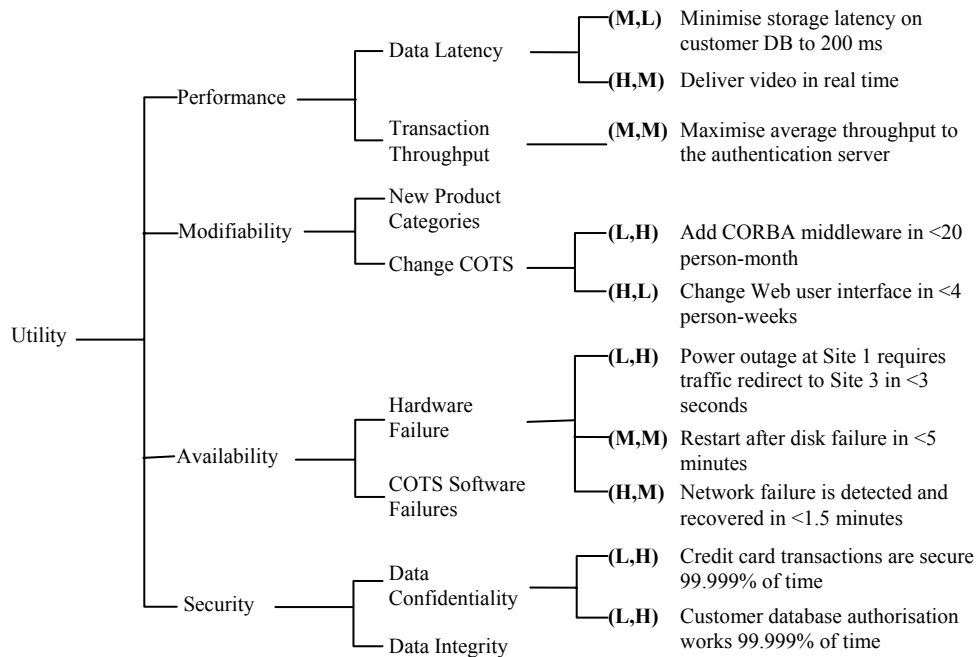 (M,L) Minimise storage latency on
customer DB to 200 ms
Data Latency
(H,M) Deliver video in real time
Performance
Transaction
Throughput
(M,M) Maximise average throughput to
the authentication server
New Product
Categories
Modifiability
(L,H) Add CORBA middleware in <20
person-month
Change COTS
(H,L) Change Web user interface in <4
person-weeks
Utility
(L,H) Power outage at Site 1 requires
traffic redirect to Site 3 in <3
seconds
Hardware
Failure
(M,M) Restart after disk failure in <5
minutes
Availability
COTS Software
Failures
(H,M) Network failure is detected and
recovered in <1.5 minutes
(L,H) Credit card transactions are secure
99.999% of time
Data
Confidentiality
Security
(L,H) Customer database authorisation
works 99.999% of time
Data Integrity